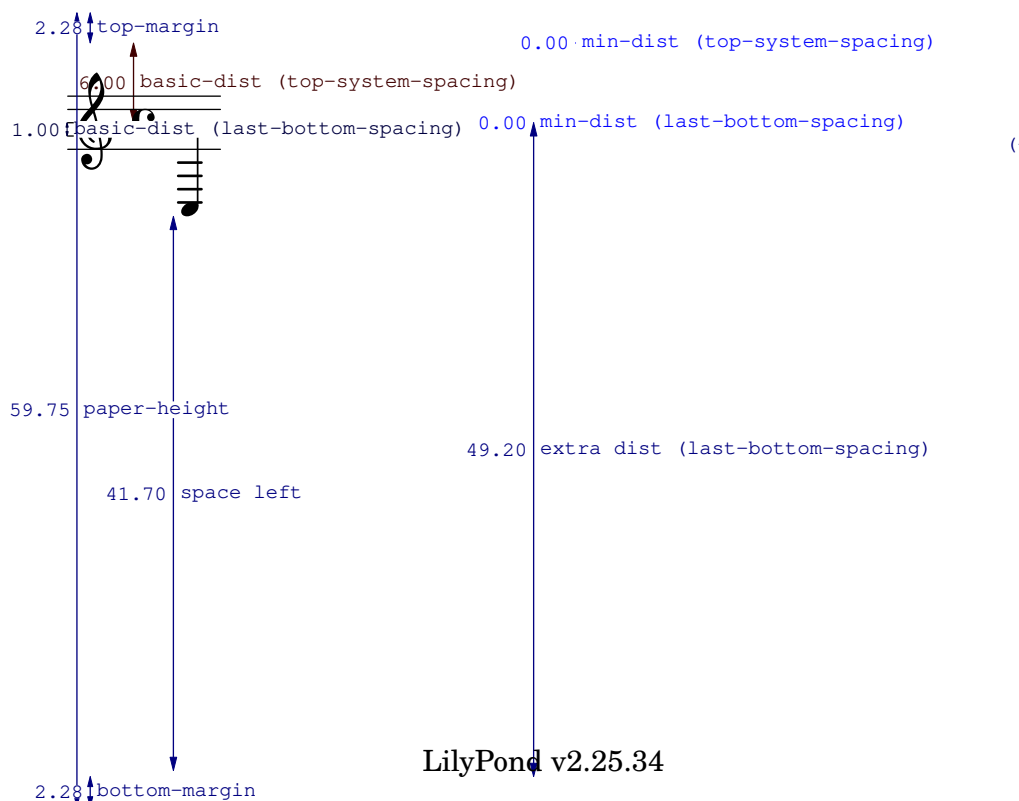 2.28 top-margin
0.00 min-dist (top-system-spacing)
6.00 basic-dist (top-system-spacing)
1.00 basic-dist (last-bottom-spacing)
0.00 min-dist (last-bottom-spacing)
(
59.75 paper-height
49.20 extra dist (last-bottom-spacing)
41.70 space left
LilyPond v2.25.34
2.28 bottom-margin